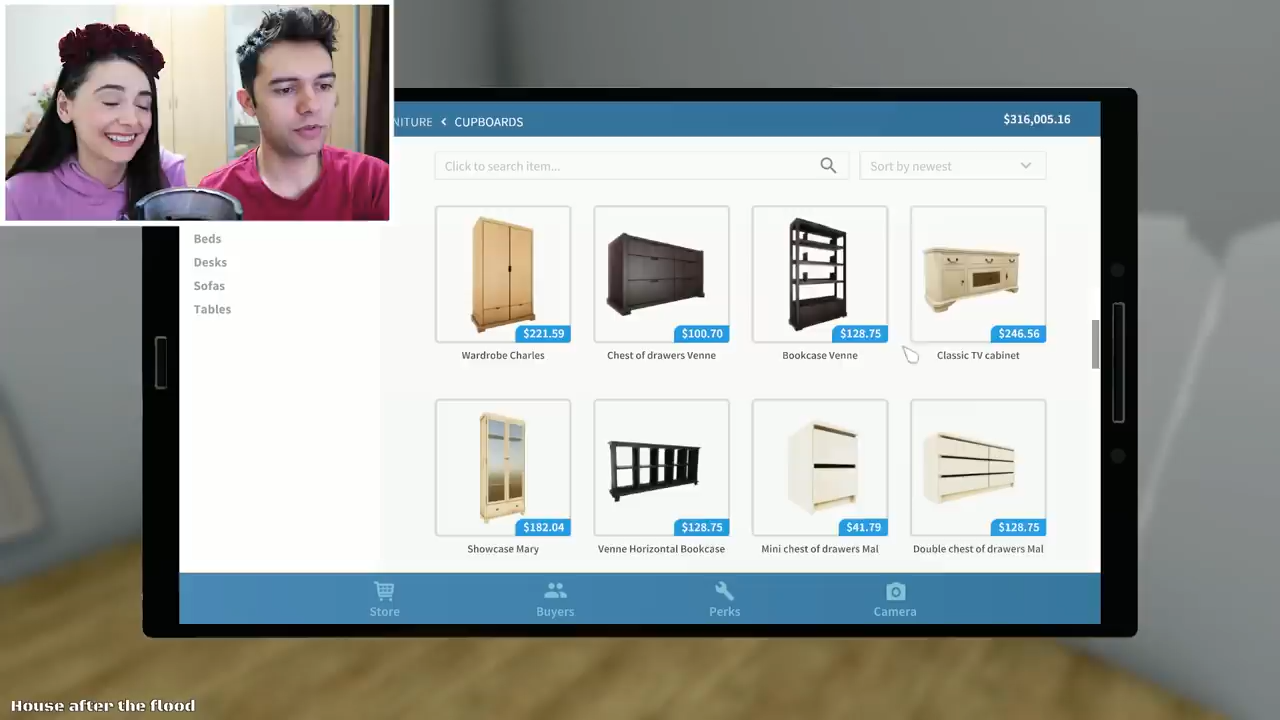 NITURE < CUPBOARDS
$316,005.16
Click to search item...
Sort by newest
Beds
Desks
Sofas
Tables
$221.59
$100.70
$128.75
$246.56
Wardrobe Charles
Chest of drawers Venne
Bookcase Venne
Classic TV cabinet
$182.04
$128.75
$41.79
$128.75
Showcase Mary
Venne Horizontal Bookcase
Mini chest of drawers Mal
Double chest of drawers Mal
Store
Buyers
Perks
Camera
House after the flood